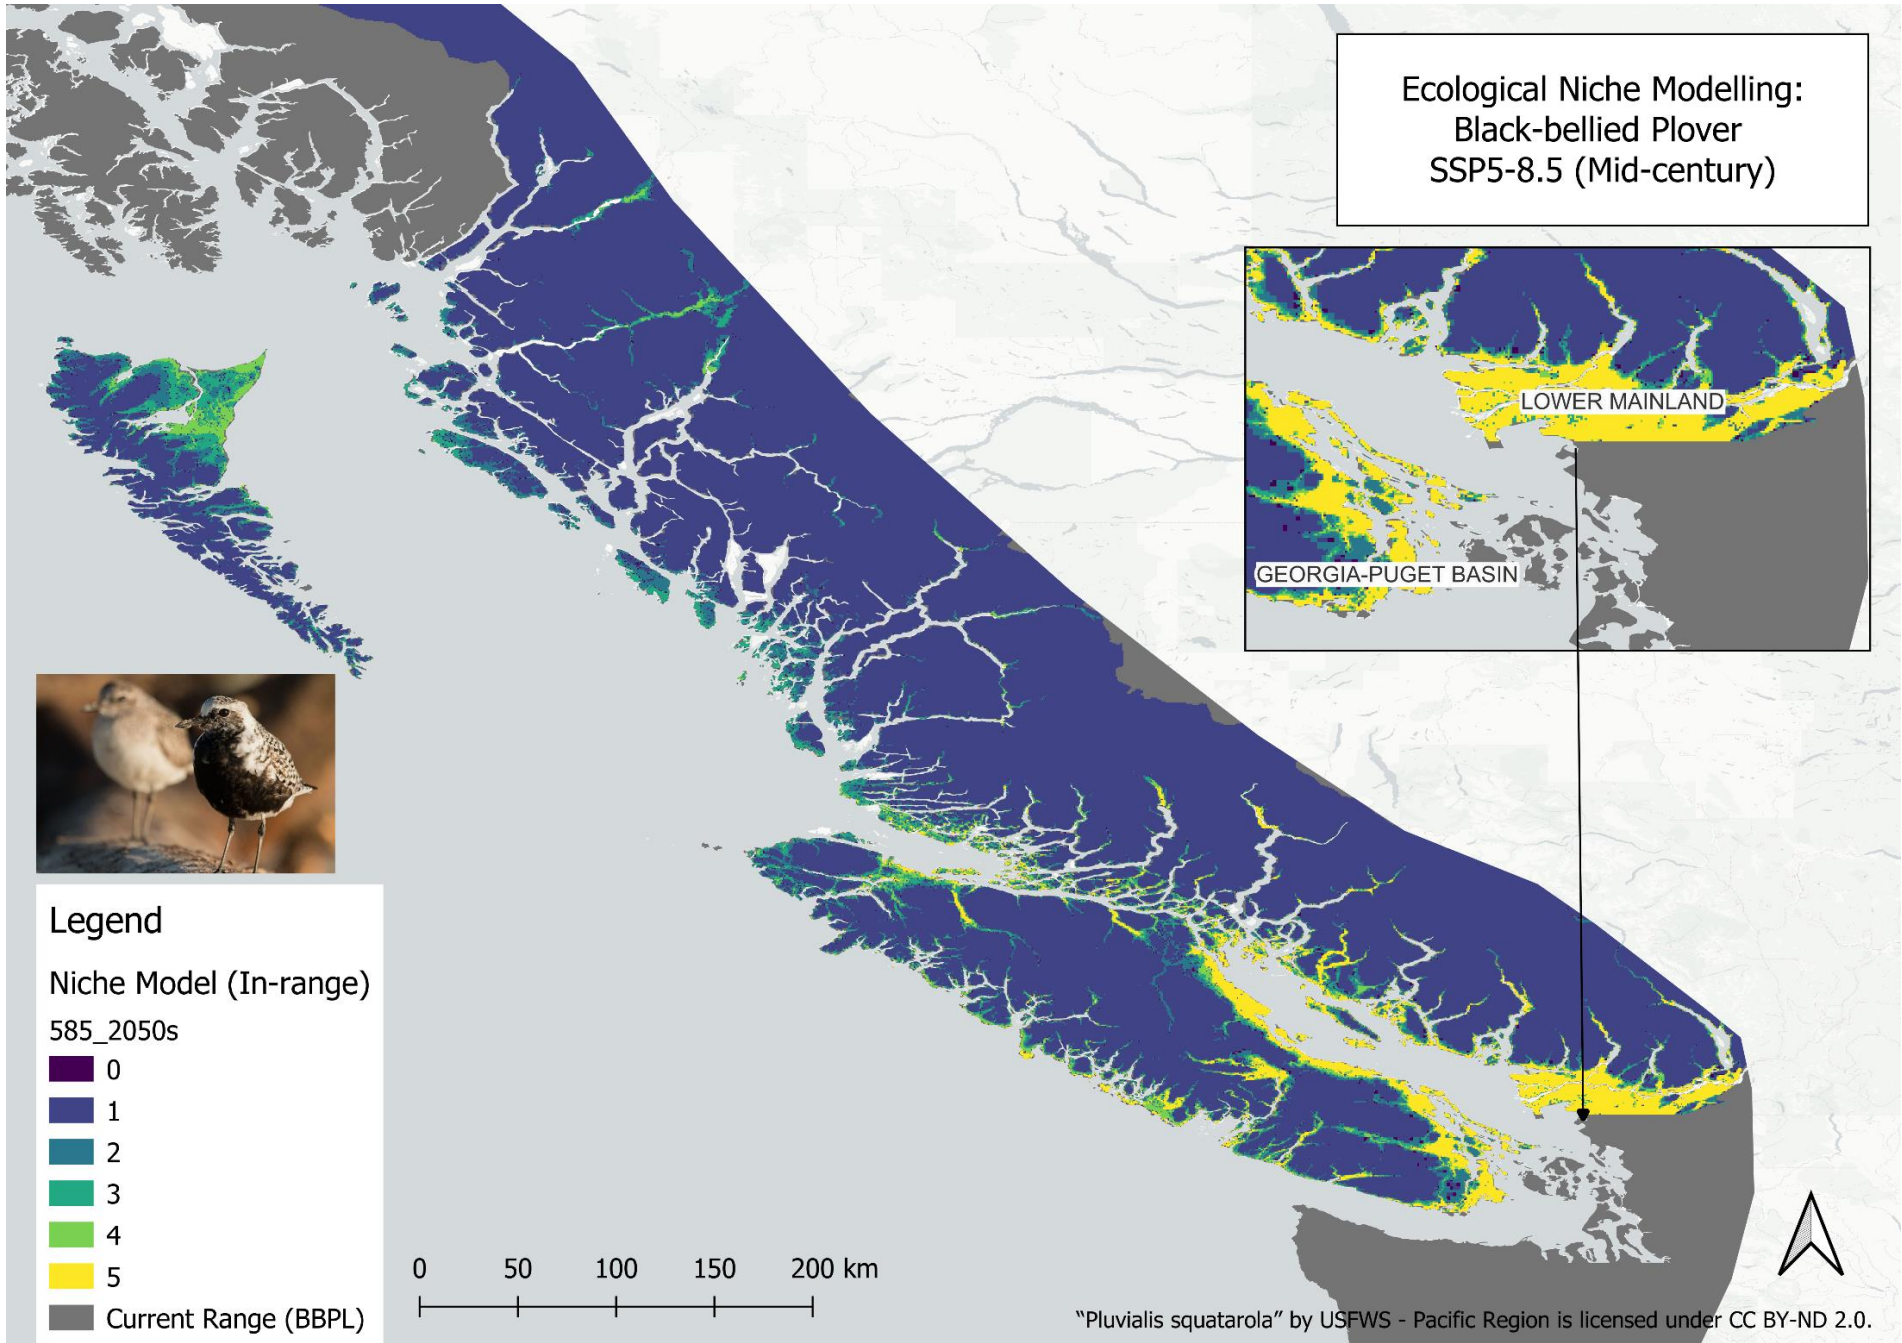 Ecological Niche Modelling:
Black-bellied Plover
SSP5-8.5 (Mid-century)
LOWER MAINLAND
GEORGIA-PUGET BASIN
Legend
Niche Model (In-range)
585_2050s
0
1
2
3
4
5
Current Range (BBPL)
0 50 100 150 200 km
“Pluvialis squatarola” by USFWS - Pacific Region is licensed under CC BY-ND 2.0.